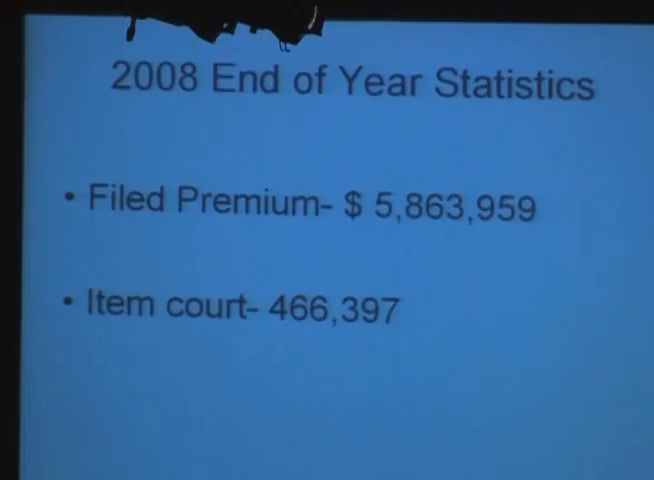 2008 End of Year Statistics
• Filed Premium- $ 5,863,959
• Item court- 466,397